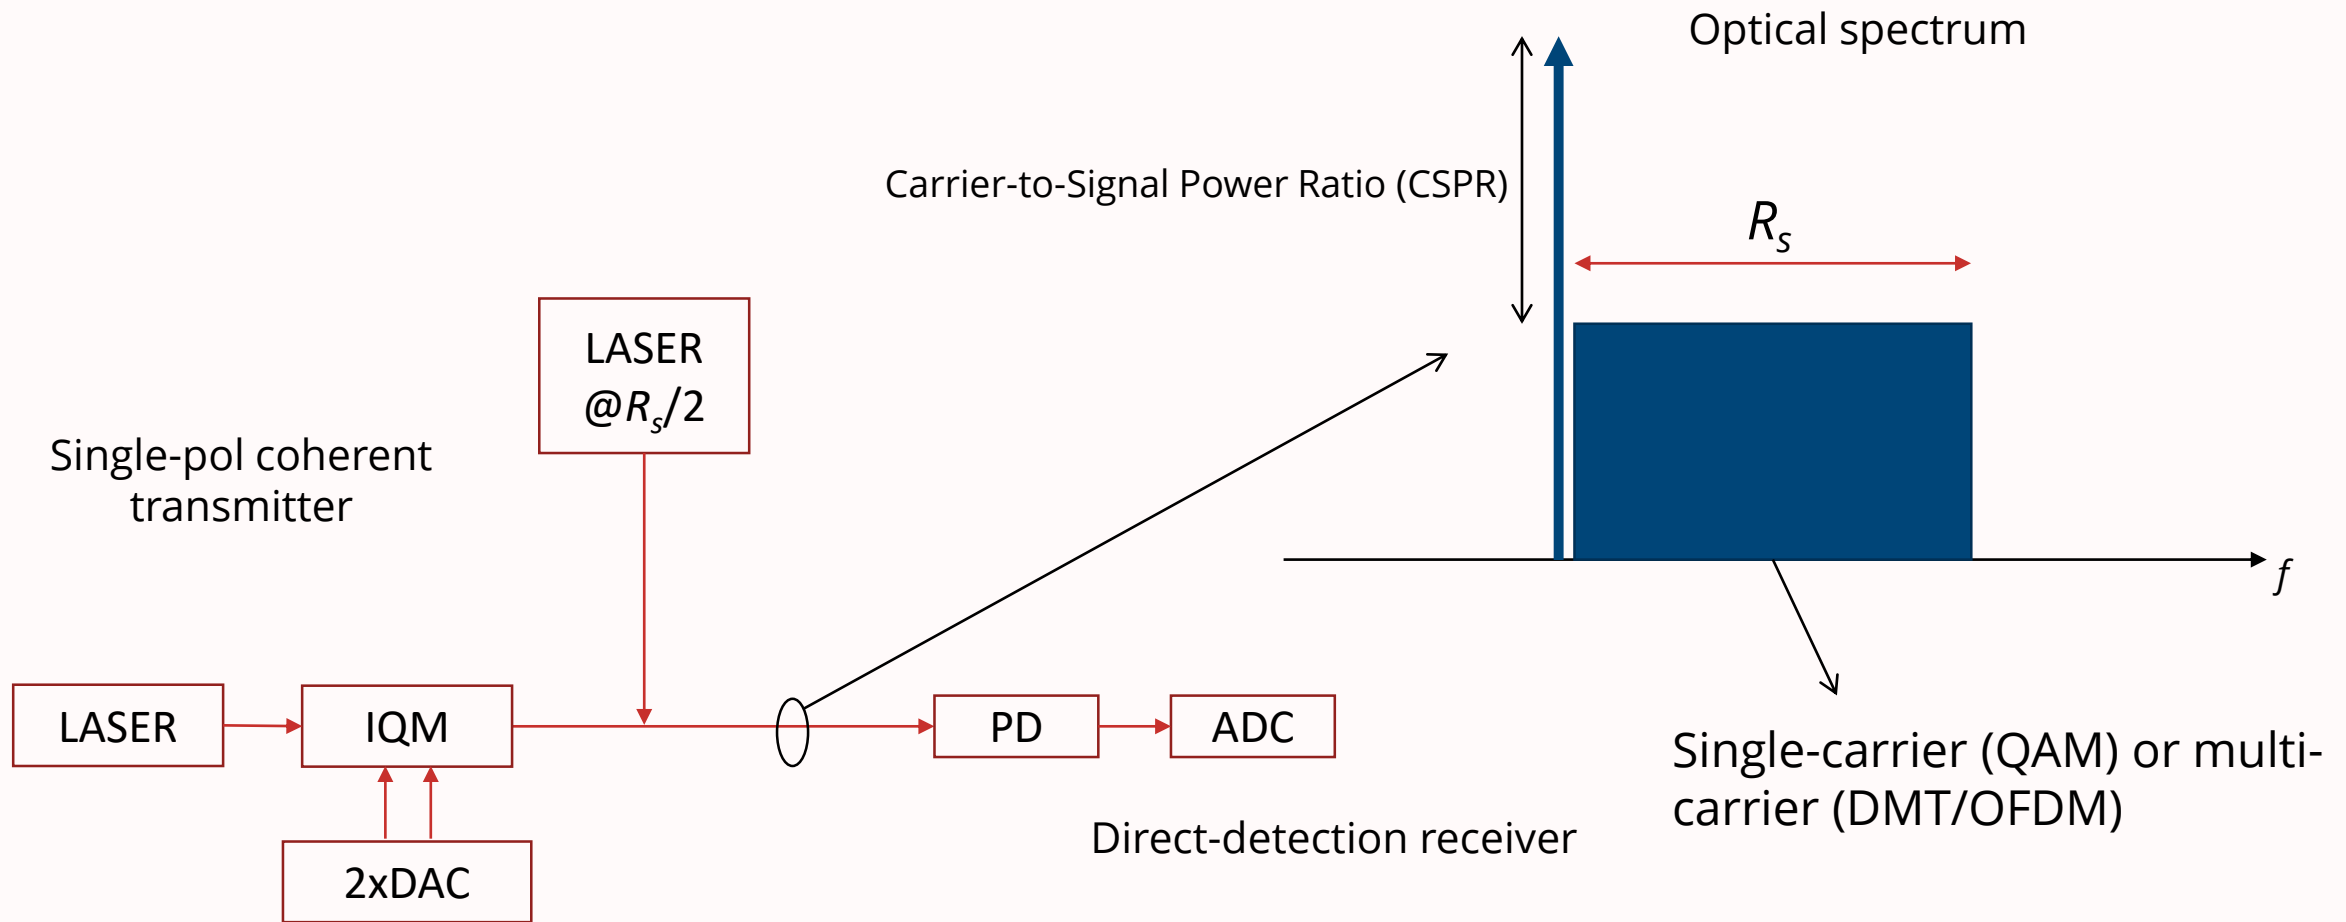 Optical spectrum
Carrier-to-Signal Power Ratio (CSPR)
Rs
LASER
@Rs/2
Single-pol coherent
transmitter
f
LASER
IQM
PD
ADC
Single-carrier (QAM) or multi-
carrier (DMT/OFDM)
Direct-detection receiver
2xDAC